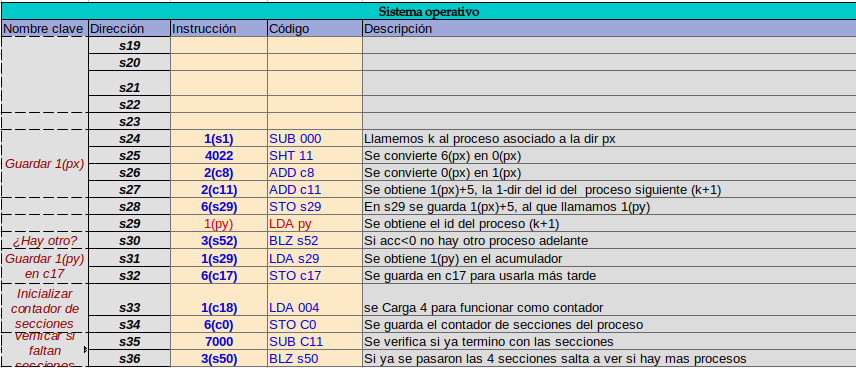 Sistema operativo
Nombre clave Dirección Instrucción Código Descripción
s19
s20
s21
s22
s23
s24 1(s1) SUB 000 Llamemos k al proceso asociado a la dir px
Guardar 1(px) s25 4022 SHT 11 Se convierte 6(px) en 0(px)
s26 2(c8) ADD c8 Se convierte 0(px) en 1(px)
s27 2(c11) ADD c11 Se obtiene 1(px)+5, la 1-dir del id del proceso siguiente (k+1)
s28 6(s29) STO s29 En s29 se guarda 1(px)+5, al que llamamos 1(py)
s29 1(py) LDA py Se obtiene el id del proceso (k+1)
¿Hay otro? s30 3(s52) BLZ s52 Si acc<0 no hay otro proceso adelante
Guardar 1(py) s31 1(s29) LDA s29 Se obtiene 1(py) en el acumulador
en c17 s32 6(c17) STO c17 Se guarda en c17 para usarla más tarde
Inicializar
contador de
secciones s33 1(c18) LDA 004 se Carga 4 para funcionar como contador
s34 6(c0) STO C0 Se guarda el contador de secciones del proceso
verificar si
faltan
secciones s35 7000 SUB C11 Se verifica si ya termino con las secciones
s36 3(s50) BLZ s50 Si ya se pasaron las 4 secciones salta a ver si hay mas procesos